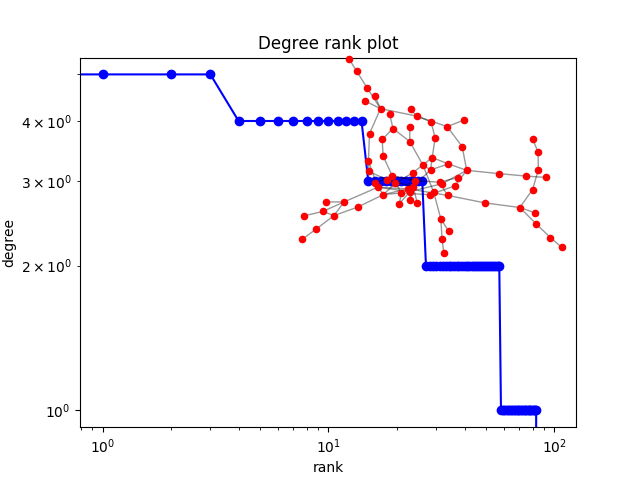 Degree rank plot
degree
4 × 10⁰
3 × 10⁰
2 × 10⁰
10⁰
10⁰
10¹
10²
rank